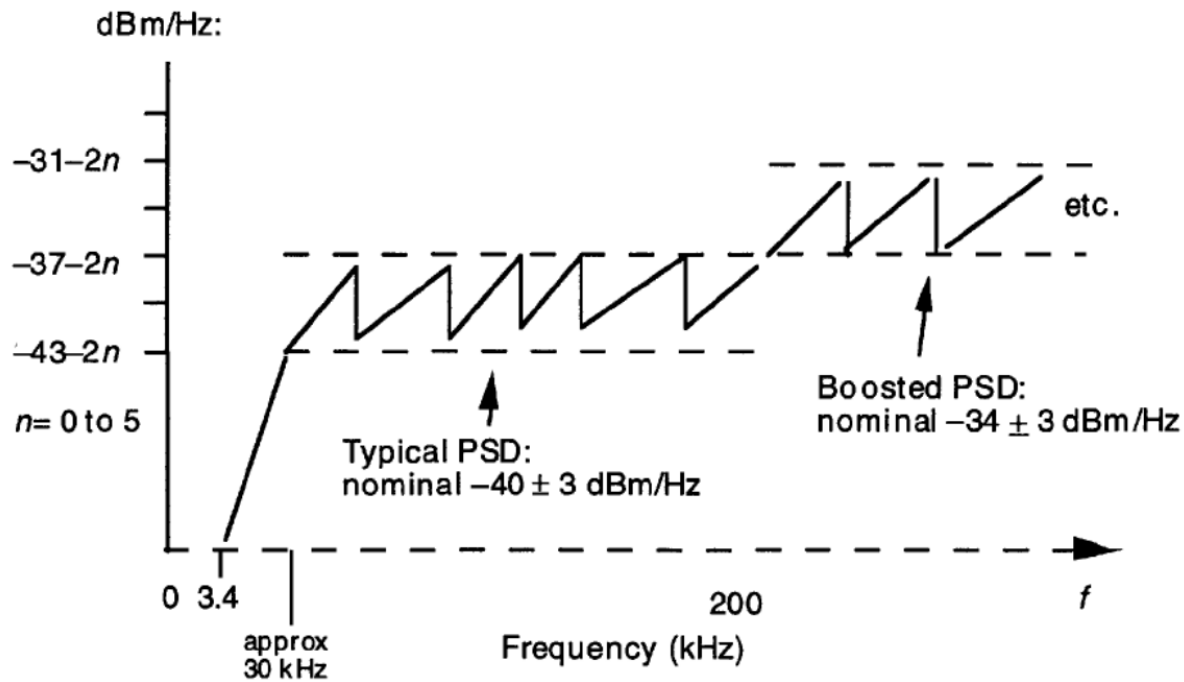 dBm/Hz:
–31–2n
etc.
–37–2n
–43–2n
n= 0 to 5
Boosted PSD:
nominal –34 ± 3 dBm/Hz
Typical PSD:
nominal –40 ± 3 dBm/Hz
0 3.4 200 f
approx
30 kHz
Frequency (kHz)